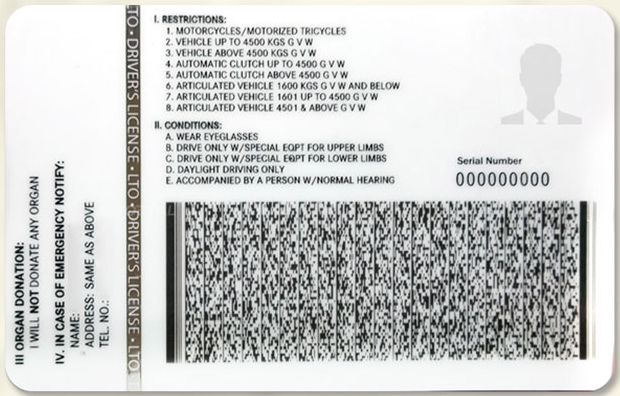 I. RESTRICTIONS:
1. MOTORCYCLES/MOTORIZED TRICYCLES
2. VEHICLE UP TO 4500 KGS G V W
3. VEHICLE ABOVE 4500 KGS G V W
4. AUTOMATIC CLUTCH UP TO 4500 G V W
5. AUTOMATIC CLUTCH ABOVE 4500 G V W
6. ARTICULATED VEHICLE 1600 KGS G V W AND BELOW
7. ARTICULATED VEHICLE 1601 UP TO 4500 G V W
8. ARTICULATED VEHICLE 4501 & ABOVE G V W
II. CONDITIONS:
A. WEAR EYEGLASSES
B. DRIVE ONLY W/SPECIAL EQPT FOR UPPER LIMBS
C. DRIVE ONLY W/SPECIAL EQPT FOR LOWER LIMBS
D. DAYLIGHT DRIVING ONLY
E. ACCOMPANIED BY A PERSON W/NORMAL HEARING
Serial Number
000000000
LTO • DRIVER'S LICENSE • LTO • DRIVER'S LICENSE • LTO
III ORGAN DONATION:
I WILL NOT DONATE ANY ORGAN
IV. IN CASE OF EMERGENCY NOTIFY:
NAME:
ADDRESS: SAME AS ABOVE
TEL. NO.: